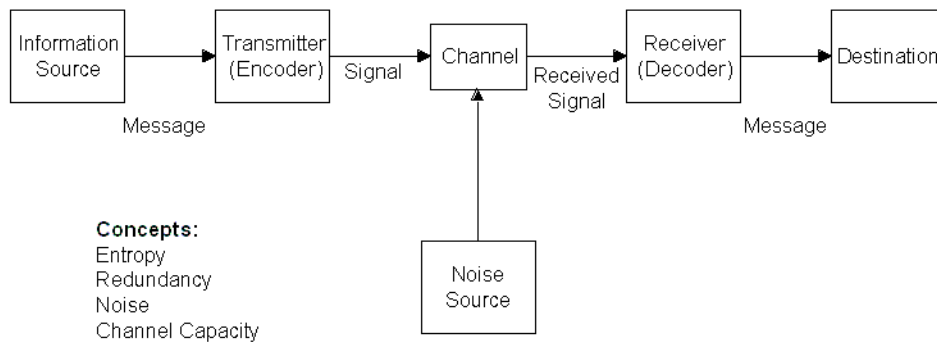 Information
Source
Message
Transmitter
(Encoder)
Signal
Channel
Received
Signal
Receiver
(Decoder)
Message
Destination
Noise
Source
Concepts:
Entropy
Redundancy
Noise
Channel Capacity